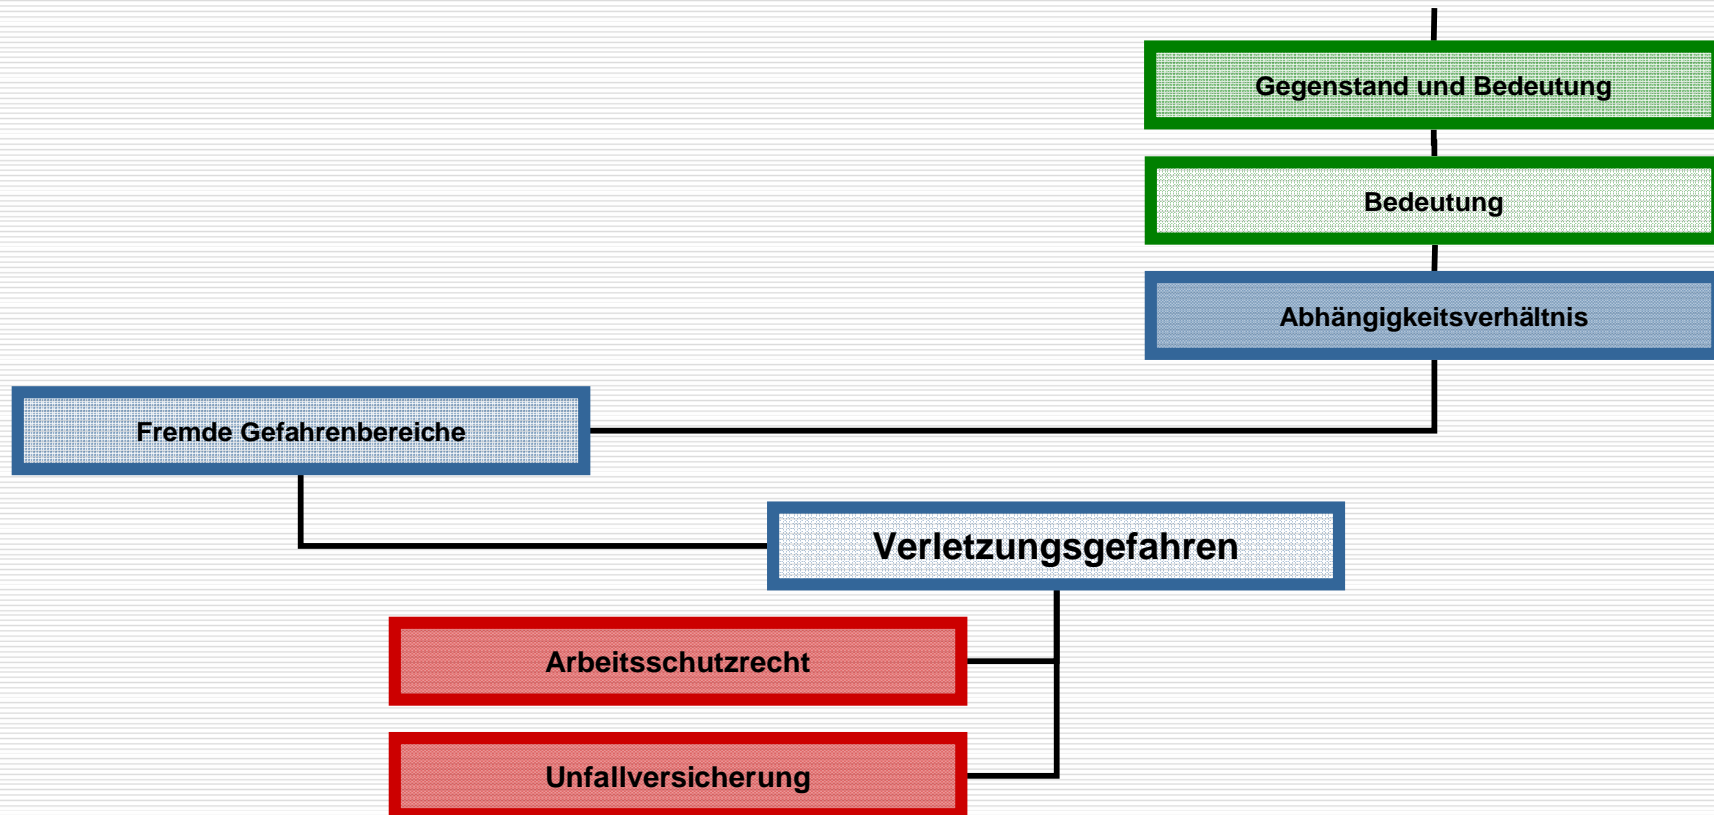 Gegenstand und Bedeutung
Bedeutung
Abhängigkeitsverhältnis
Fremde Gefahrenbereiche
Verletzungsgefahren
Arbeitsschutzrecht
Unfallversicherung